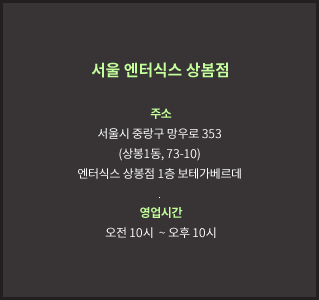 서울 엔터식스 상봄점
주소
서울시 중랑구 망우로 353
(상봉1동, 73-10)
엔터식스 상봉점 1층 보테가베르데
.
영업시간
오전 10시 ~ 오후 10시